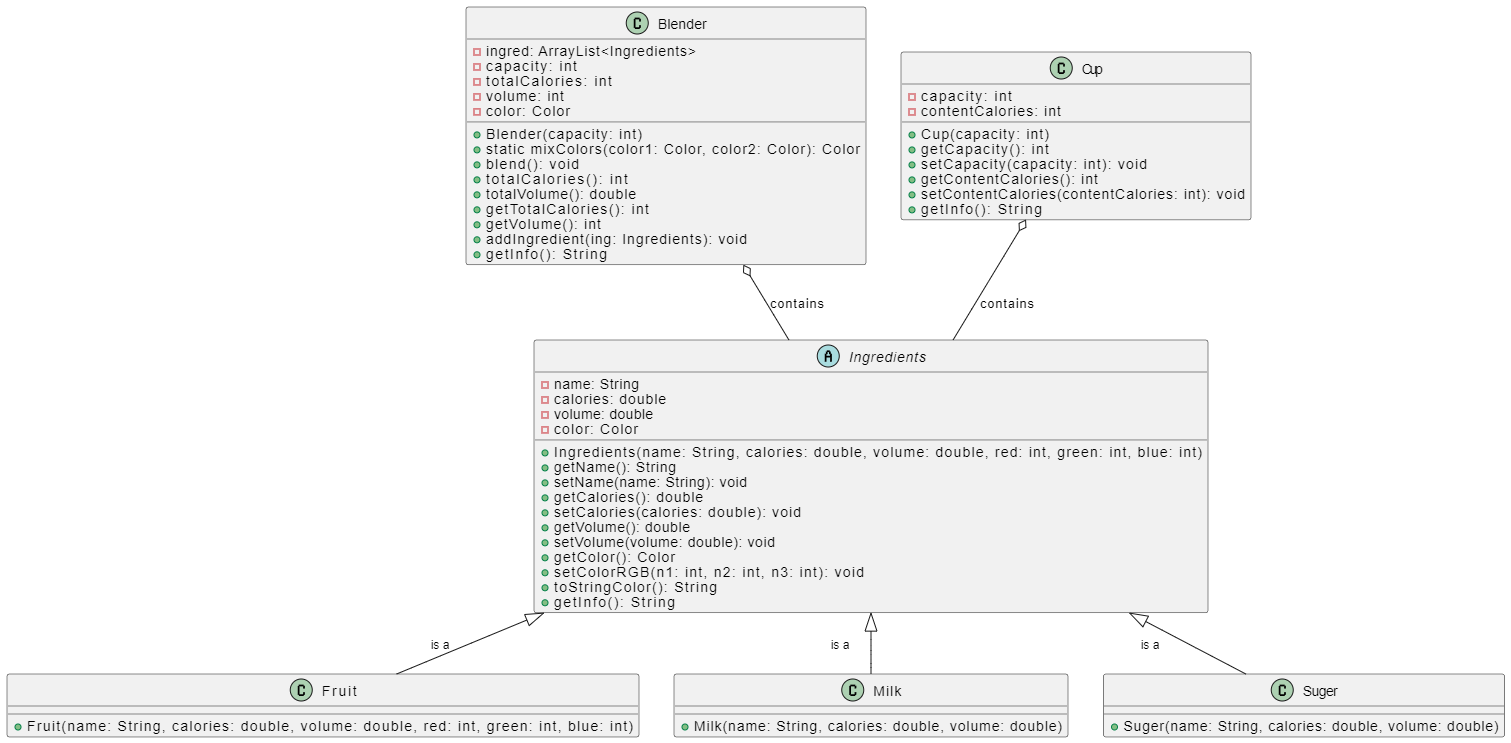 C Blender
ingred: ArrayList<Ingredients>
capacity: int
totalCalories: int
volume: int
color: Color
Blender(capacity: int)
static mixColors(color1: Color, color2: Color): Color
blend(): void
totalCalories(): int
totalVolume(): double
getTotalCalories(): int
getVolume(): int
addIngredient(ing: Ingredients): void
getInfo(): String
C Cup
capacity: int
contentCalories: int
Cup(capacity: int)
getCapacity(): int
setCapacity(capacity: int): void
getContentCalories(): int
setContentCalories(contentCalories: int): void
getInfo(): String
contains
contains
A Ingredients
name: String
calories: double
volume: double
color: Color
Ingredients(name: String, calories: double, volume: double, red: int, green: int, blue: int)
getName(): String
setName(name: String): void
getCalories(): double
setCalories(calories: double): void
getVolume(): double
setVolume(volume: double): void
getColor(): Color
setColorRGB(n1: int, n2: int, n3: int): void
toStringColor(): String
getInfo(): String
is a
is a
is a
C Fruit
Fruit(name: String, calories: double, volume: double, red: int, green: int, blue: int)
C Milk
Milk(name: String, calories: double, volume: double)
C Suger
Suger(name: String, calories: double, volume: double)